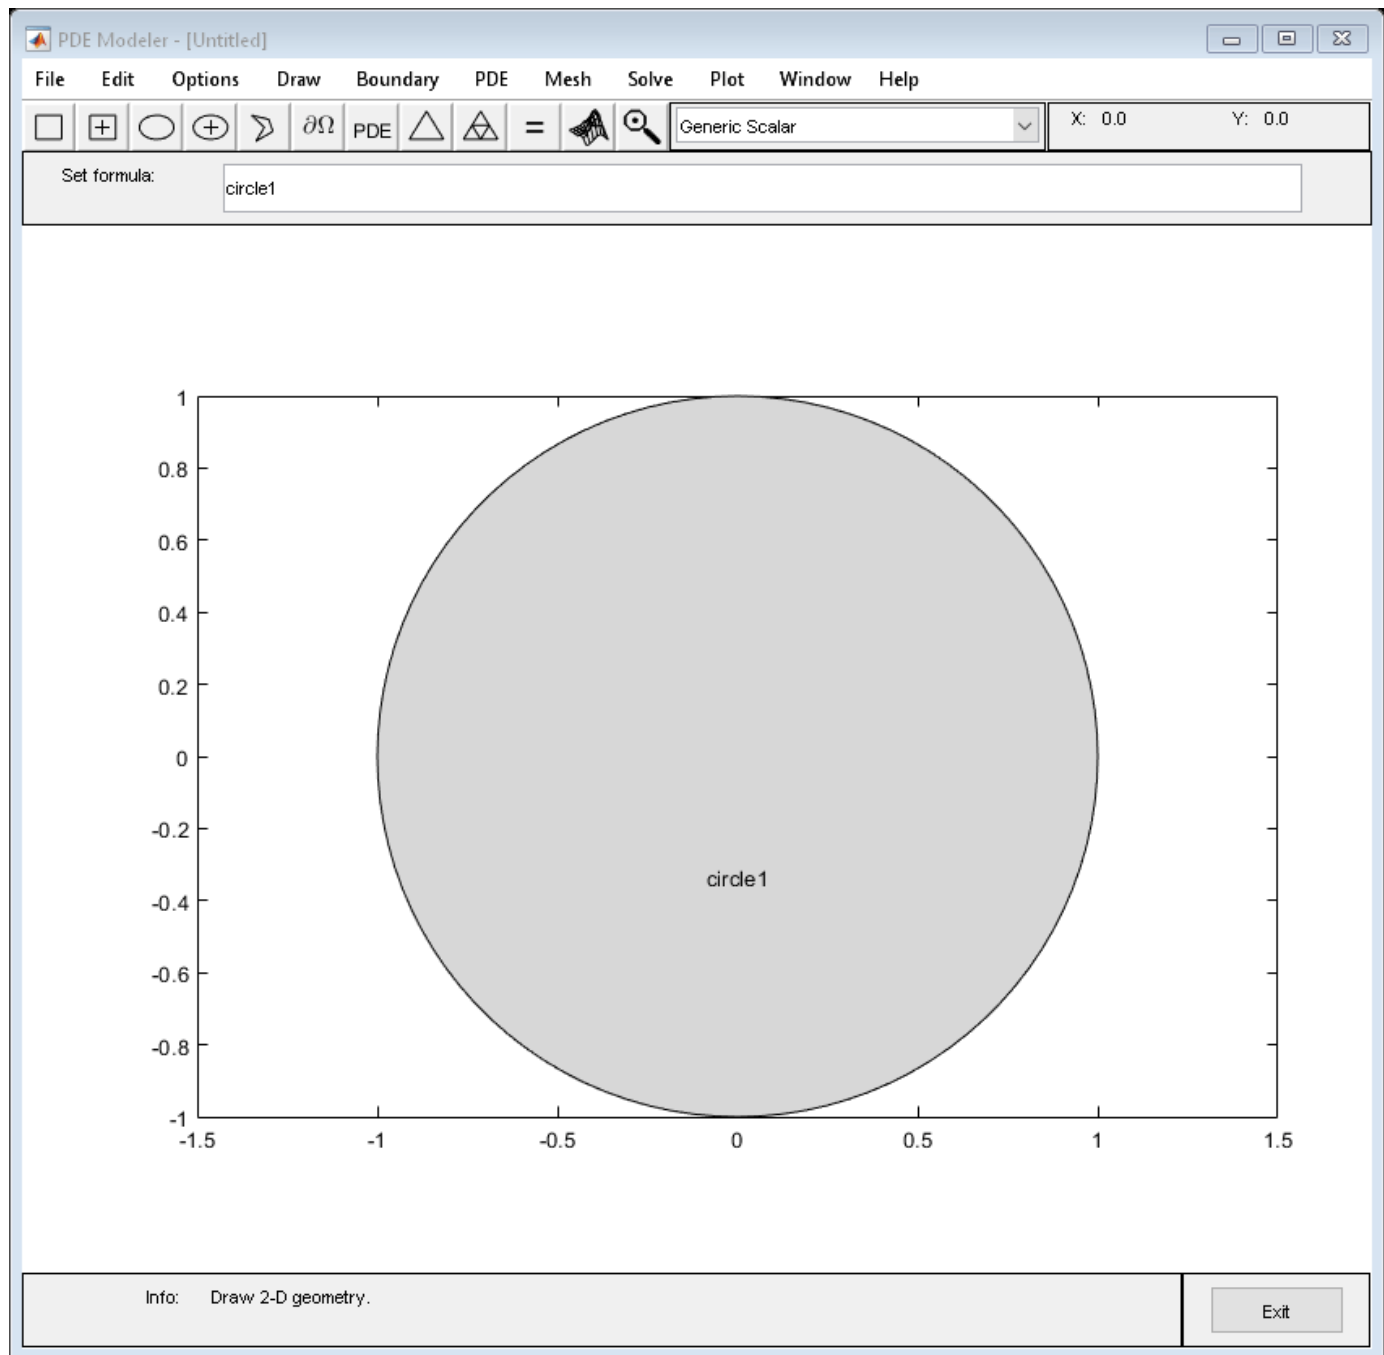 PDE Modeler - [Untitled]
File Edit Options Draw Boundary PDE Mesh Solve Plot Window Help
∂Ω PDE = Generic Scalar X: 0.0 Y: 0.0
Set formula: circle1
1
0.8
0.6
0.4
0.2
0
-0.2
circle1
-0.4
-0.6
-0.8
-1
-1.5 -1 -0.5 0 0.5 1 1.5
Info: Draw 2-D geometry. Exit